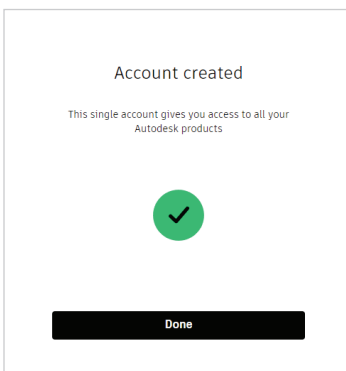 Account created
This single account gives you access to all your
Autodesk products
Done